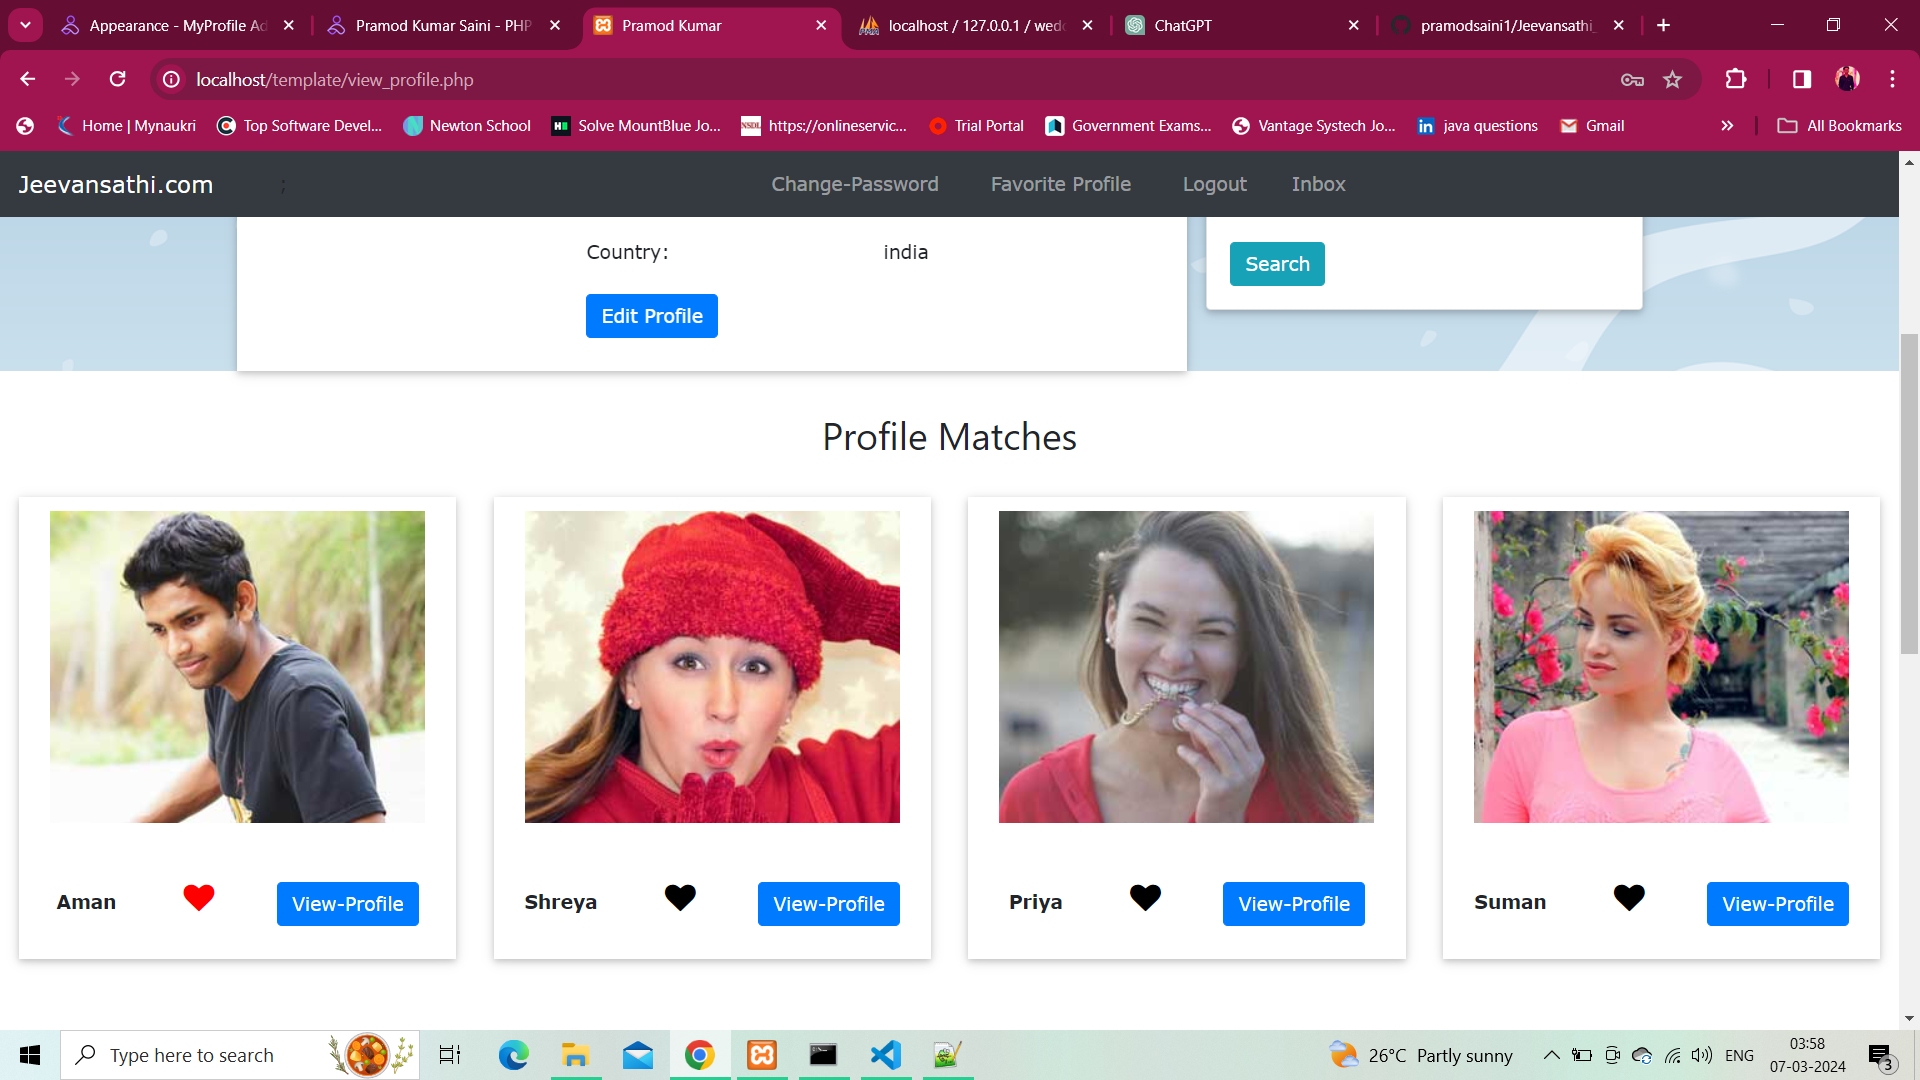 Appearance - MyProfile Ad
Pramod Kumar Saini - PHP
Pramod Kumar
localhost / 127.0.0.1 / wed
ChatGPT
pramodsaini1/Jeevansathi_
localhost/template/view_profile.php
Home | Mynaukri
Top Software Devel...
Newton School
Solve MountBlue Jo...
NSDL
https://onlineservic...
Trial Portal
Government Exams...
Vantage Systech Jo...
in
java questions
Gmail
»
All Bookmarks
Jeevansathi.com
;
Change-Password
Favorite Profile
Logout
Inbox
Country:
india
Search
Edit Profile
Profile Matches
Aman
View-Profile
Shreya
View-Profile
Priya
View-Profile
Suman
View-Profile
Type here to search
26°C Partly sunny
ENG
03:58
07-03-2024
3